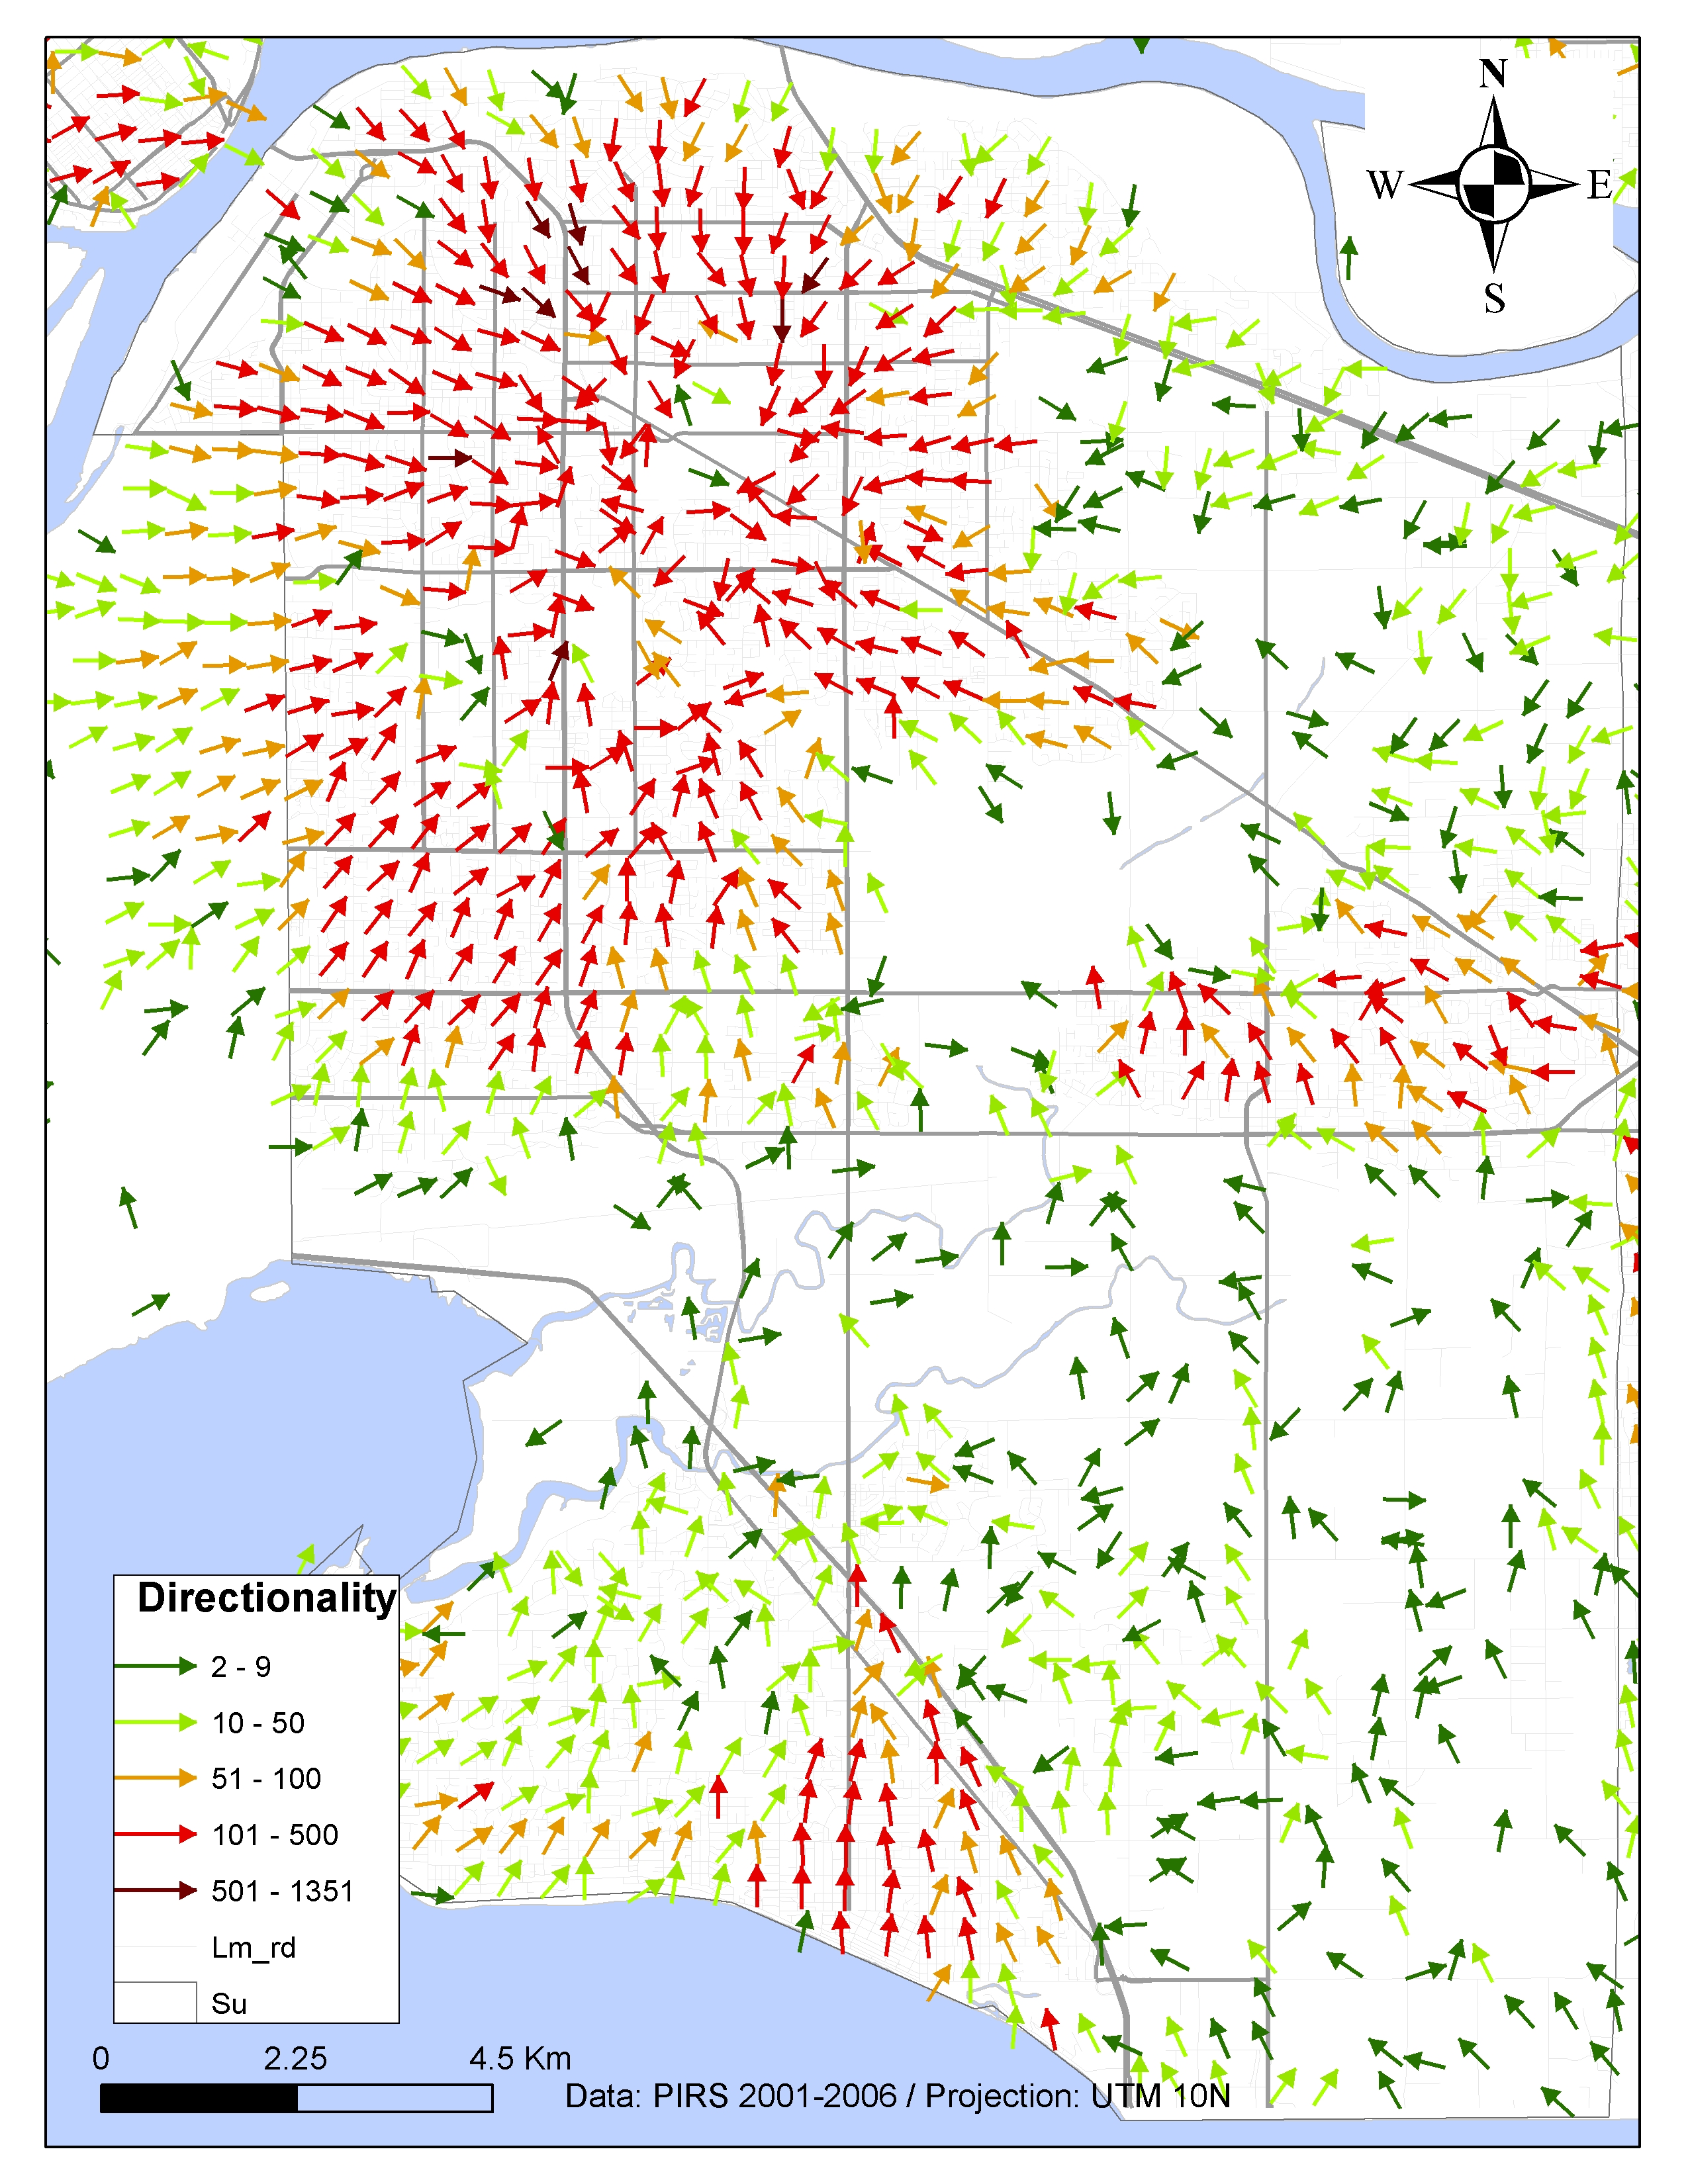 N
W E
S
Directionality
2 - 9
10 - 50
51 - 100
101 - 500
501 - 1351
Lm_rd
Su
0 2.25 4.5 Km
Data: PIRS 2001-2006 / Projection: UTM 10N